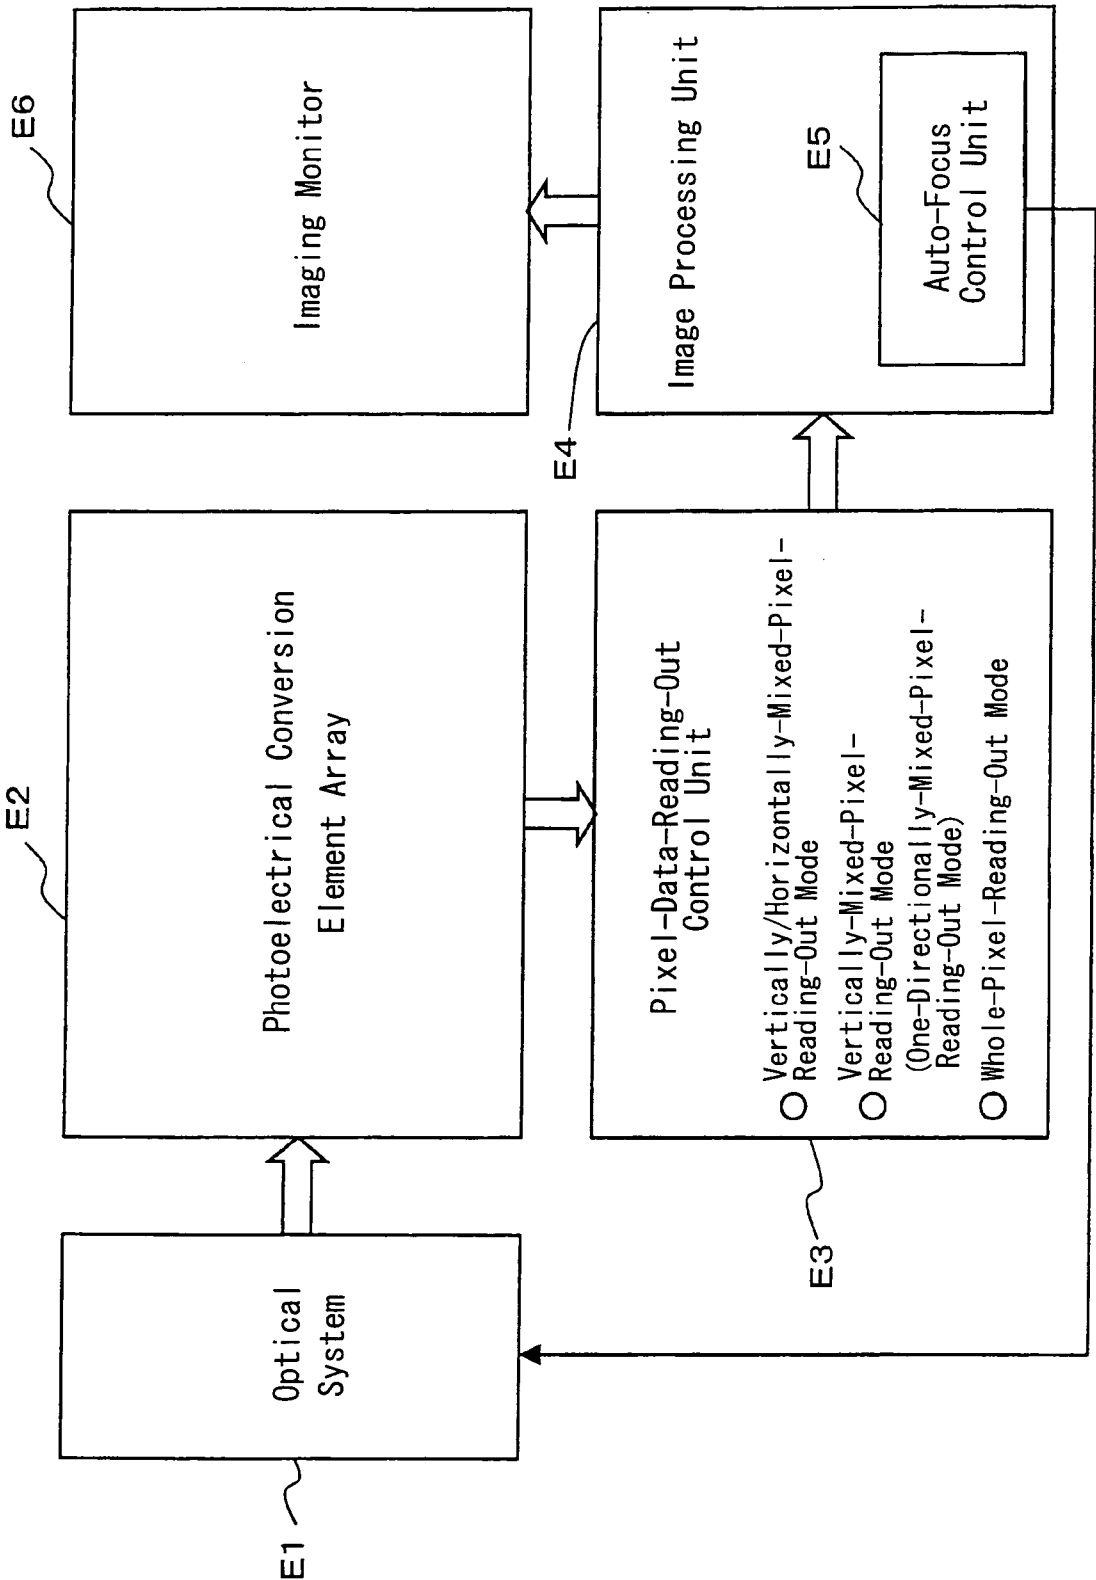 E1
Optical
System
E2
Photoelectrical Conversion
Element Array
E3
Pixel-Data-Reading-Out
Control Unit
○ Vertically/Horizontally-Mixed-Pixel-
Reading-Out Mode
○ Vertically-Mixed-Pixel-
Reading-Out Mode
(One-Directionally-Mixed-Pixel-
Reading-Out Mode)
○ Whole-Pixel-Reading-Out Mode
E6
Imaging Monitor
E4
Image Processing Unit
E5
Auto-Focus
Control Unit